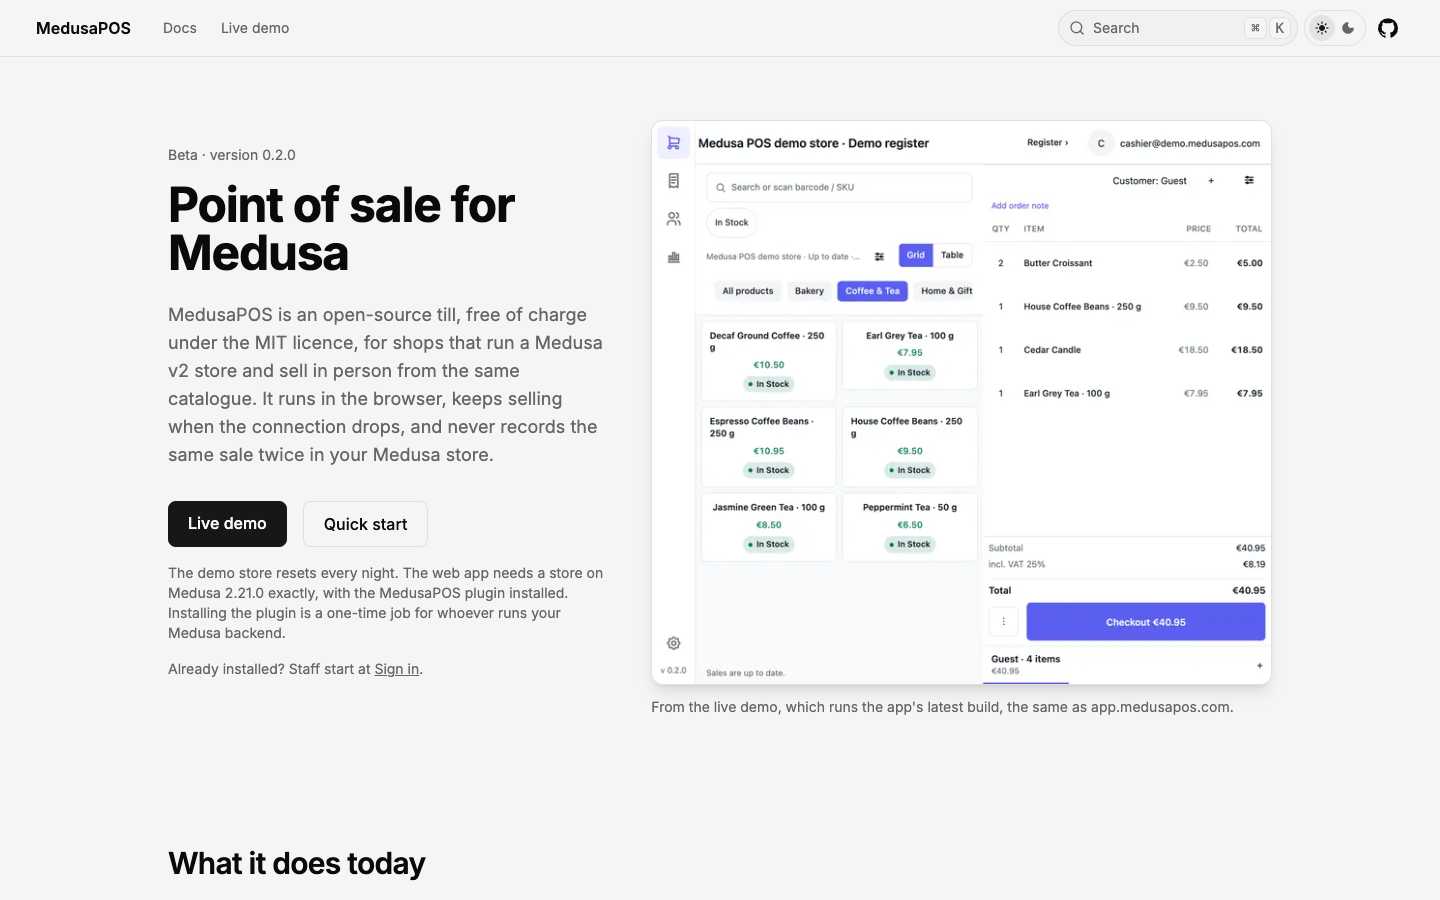 MedusaPOS
Docs
Live demo
Search
⌘ K
Beta · version 0.2.0
Point of sale for
Medusa
MedusaPOS is an open-source till, free of charge
under the MIT licence, for shops that run a Medusa
v2 store and sell in person from the same
catalogue. It runs in the browser, keeps selling
when the connection drops, and never records the
same sale twice in your Medusa store.
Live demo
Quick start
The demo store resets every night. The web app needs a store on
Medusa 2.21.0 exactly, with the MedusaPOS plugin installed.
Installing the plugin is a one-time job for whoever runs your
Medusa backend.
Already installed? Staff start at Sign in.
Medusa POS demo store · Demo register
Register ›
C
cashier@demo.medusapos.com
Search or scan barcode / SKU
In Stock
Medusa POS demo store · Up to date ·...
Grid
Table
All products
Bakery
Coffee & Tea
Home & Gift
Decaf Ground Coffee · 250
g
€10.50
In Stock
Earl Grey Tea · 100 g
€7.95
In Stock
Espresso Coffee Beans ·
250 g
€10.95
In Stock
House Coffee Beans · 250
g
€9.50
In Stock
Jasmine Green Tea · 100 g
€8.50
In Stock
Peppermint Tea · 50 g
€6.50
In Stock
v 0.2.0
Sales are up to date.
Customer: Guest
+
Add order note
QTY ITEM PRICE TOTAL
2 Butter Croissant €2.50 €5.00
1 House Coffee Beans · 250 g €9.50 €9.50
1 Cedar Candle €18.50 €18.50
1 Earl Grey Tea · 100 g €7.95 €7.95
Subtotal €40.95
incl. VAT 25% €8.19
Total €40.95
Checkout €40.95
Guest · 4 items
€40.95
+
From the live demo, which runs the app's latest build, the same as app.medusapos.com.
What it does today